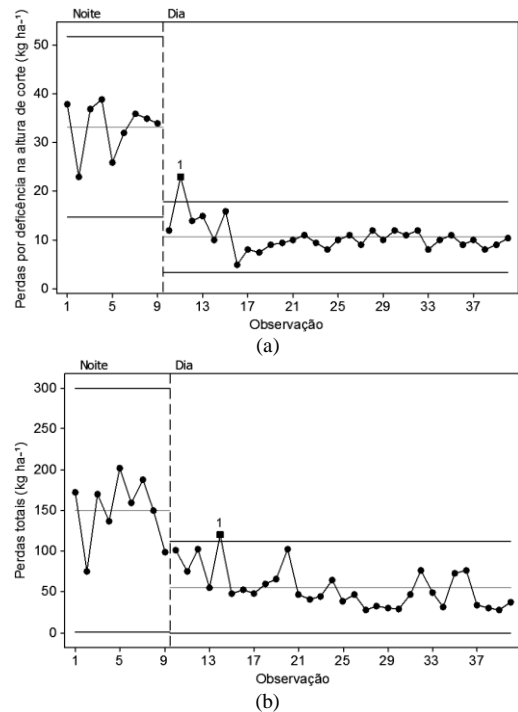 Noite Dia
Perdas por deficiência na altura de corte (kg ha⁻¹)
50
40
30
20
10
0
1
1 5 9 13 17 21 25 29 33 37
Observação
(a)
Noite Dia
Perdas totais (kg ha⁻¹)
300
250
200
150
100
50
0
1
1 5 9 13 17 21 25 29 33 37
Observação
(b)